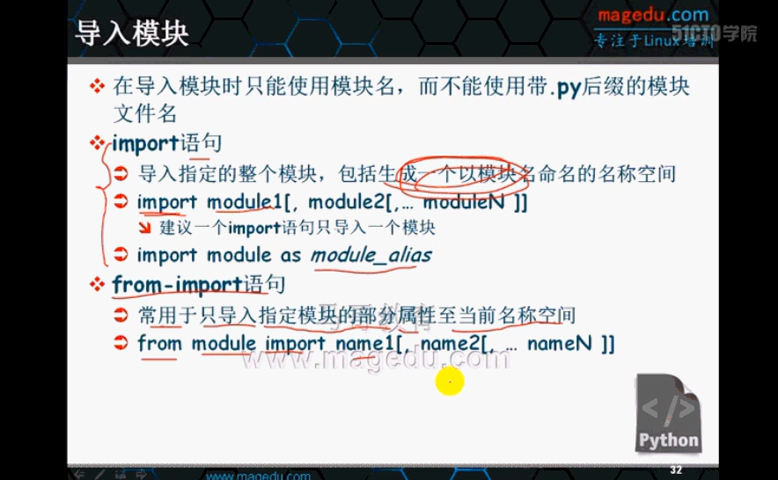 导入模块
magedu.com
专注于Linux培训
51CTO学院
在导入模块时只能使用模块名，而不能使用带.py后缀的模块
文件名
import语句
导入指定的整个模块，包括生成一个以模块名命名的名称空间
import module1[, module2[,… moduleN ]]
建议一个import语句只导入一个模块
import module as module_alias
from-import语句
常用于只导入指定模块的部分属性至当前名称空间
马哥教育
from module import name1[, name2[, … nameN ]]
www.magedu.com
</>
Python
www.magedu.com
32